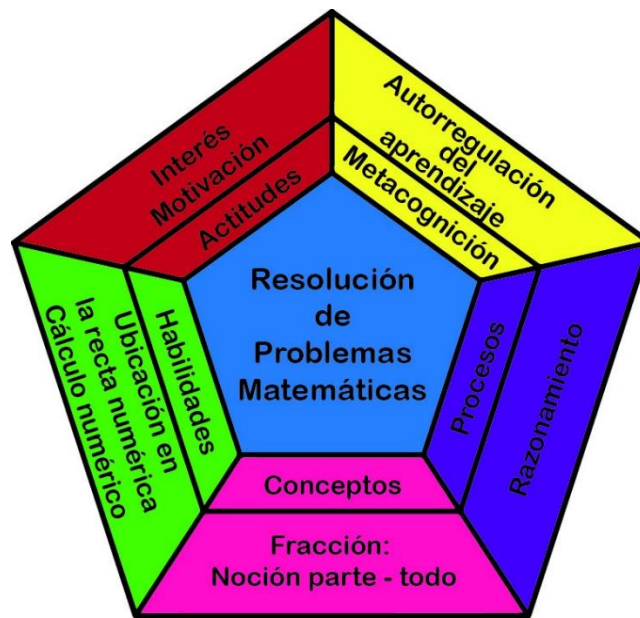 Interés
Motivación
Actitudes
Autorregulación
del
aprendizaje
Metacognición
Resolución
de
Problemas
Matemáticas
Habilidades
Ubicación en
la recta numérica
Cálculo numérico
Procesos
Razonamiento
Conceptos
Fracción:
Noción parte - todo